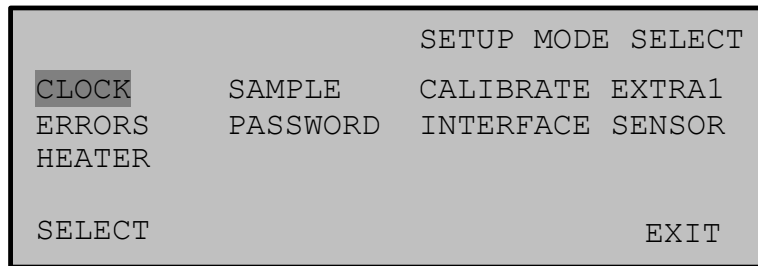 SETUP MODE SELECT
CLOCK SAMPLE CALIBRATE EXTRA1
ERRORS PASSWORD INTERFACE SENSOR
HEATER
SELECT EXIT